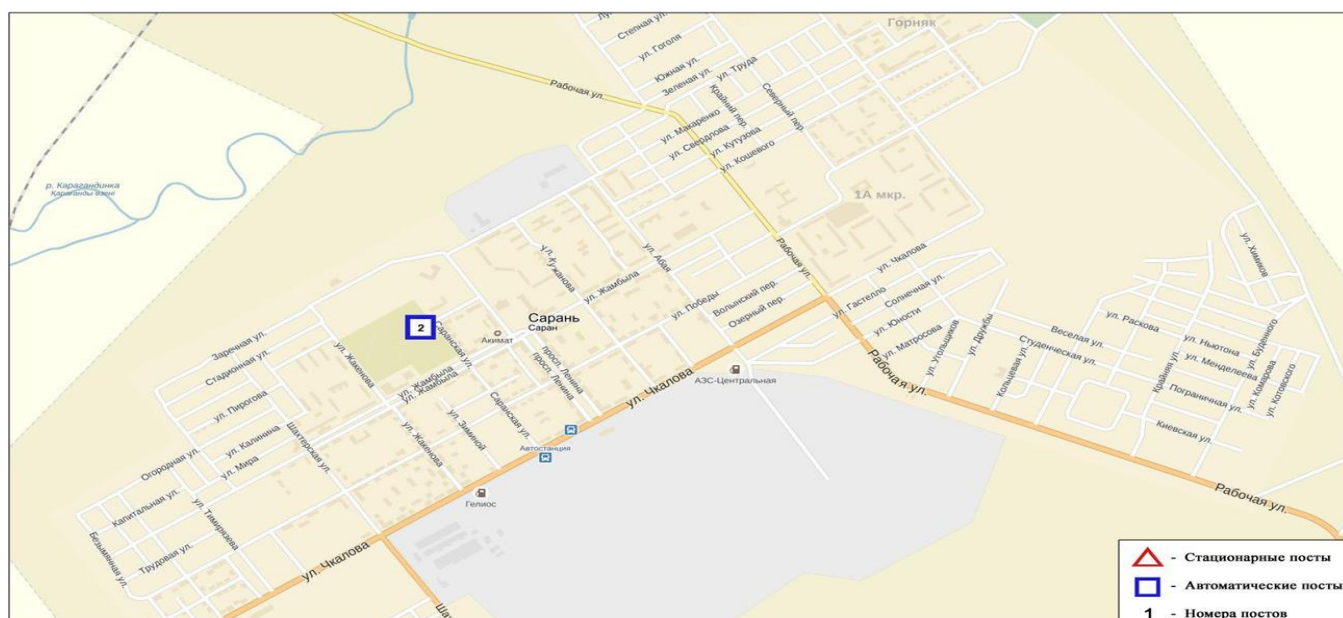 Лу
Степная ул.
ул. Гоголя
Южная ул.
Зеленая ул.
ул. Труда
Горняк
Рабочая ул.
ул. Макаренко
ул. Свердлова
Крайний пер.
ул. Кутузова
ул. Кошевого
Северный пер.
1А мкр.
р. Карагандинка
Қарағанды өзені
ул. Кужанова
ул. Жамбыла
ул. Абая
Рабочая ул.
ул. Чкалова
Солнечная ул.
ул. Гастелло
ул. Юности
ул. Матросова
ул. Угольщиков
ул. Дружбы
ул. Химиков
Волынский пер.
Озерный пер.
ул. Победы
Сарань
Саран
2
Саранская ул.
Акимат
Заречная ул.
Стадионная ул.
ул. Жакенова
ул. Жамбыла
ул. Жамбыла
просп. Ленина
просп. Ленина
ул. Чкалова
АЗС-Центральная
Рабочая ул.
Кольцевая ул.
Веселая ул.
Студенческая ул.
ул. Раскова
ул. Ньютона
ул. Менделеева
ул. Будённого
Крайняя ул.
Пограничная ул.
ул. Комарова
ул. Котовского
Киевская ул.
ул. Пирогова
ул. Калинина
ул. Мира
Шахтерская ул.
ул. Жакенова
ул. Зиминой
Саранская ул.
Автостанция
Гелиос
Огородная ул.
Капитальная ул.
ул. Тимирязева
Безымянная ул.
Трудовая ул.
ул. Чкалова
Ша
Рабочая ул.
- Стационарные посты
- Автоматические посты
1 - Номера постов